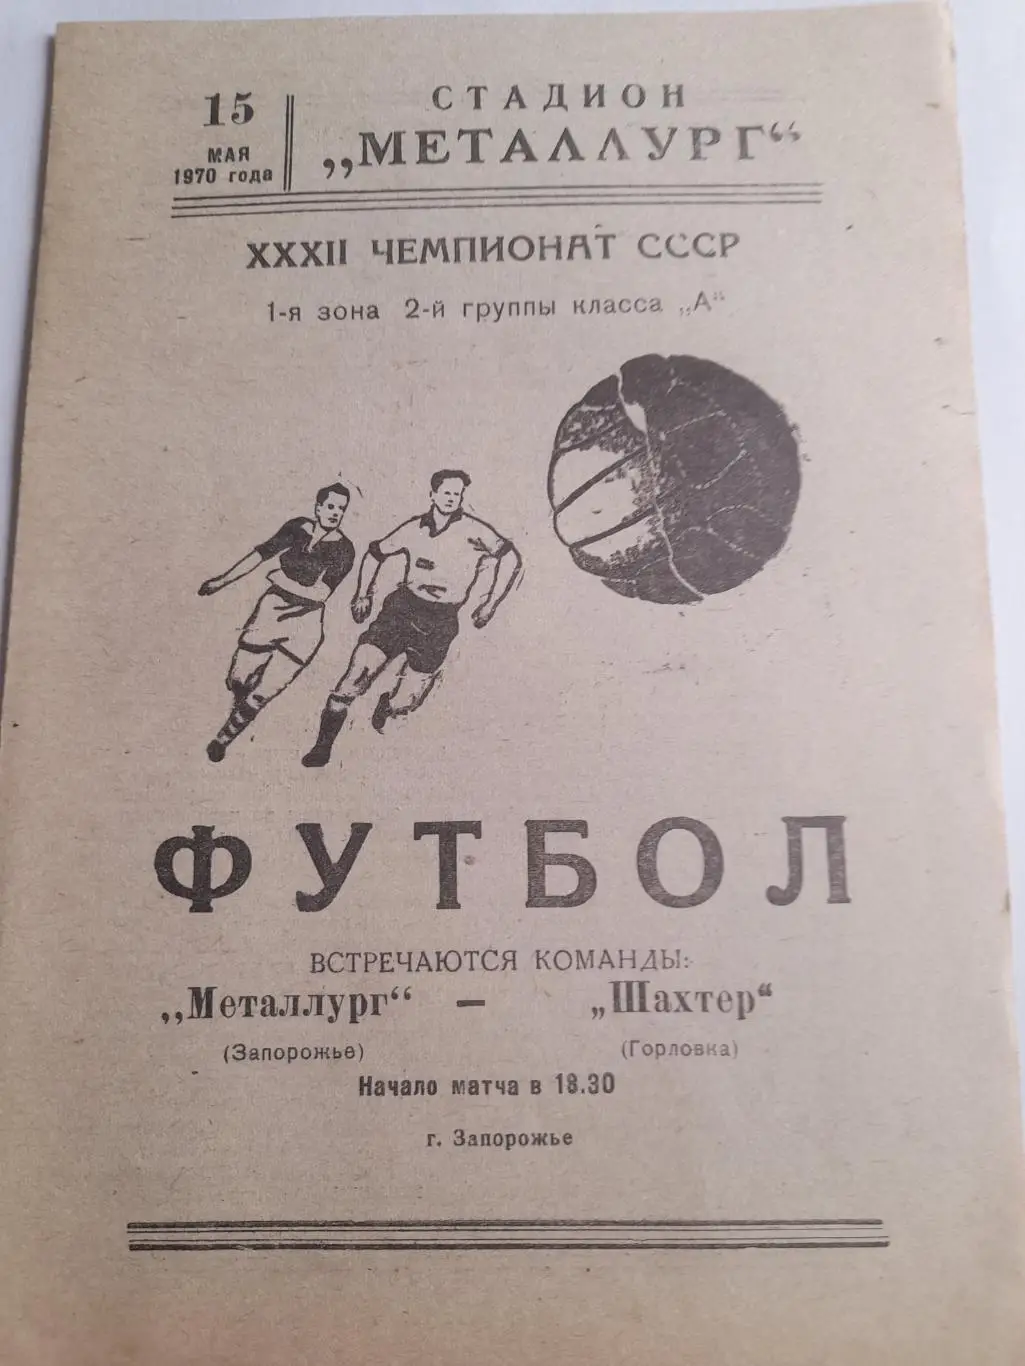 15
МАЯ
1970 года
СТАДИОН
„МЕТАЛЛУРГ“
XXXII ЧЕМПИОНАТ СССР
1-я зона 2-й группы класса „А“
ФУТБОЛ
ВСТРЕЧАЮТСЯ КОМАНДЫ:
„Металлург“ — „Шахтер“
(Запорожье) (Горловка)
Начало матча в 18.30
г. Запорожье